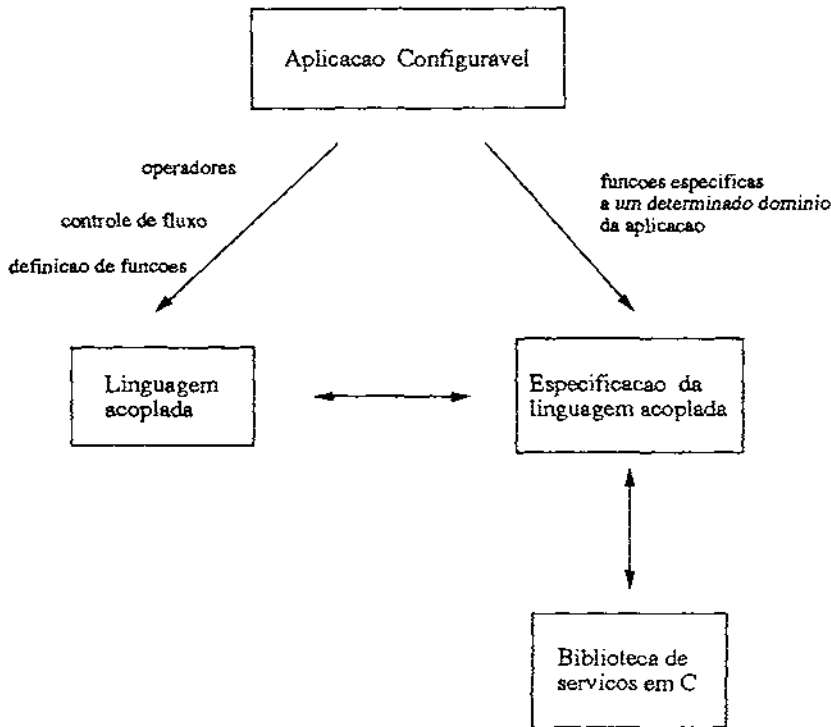 Aplicacao Configuravel
operadores
controle de fluxo
definicao de funcoes
funcoes especificas
a um determinado dominio
da aplicacao
Linguagem
acoplada
Especificacao da
linguagem acoplada
Biblioteca de
servicos em C